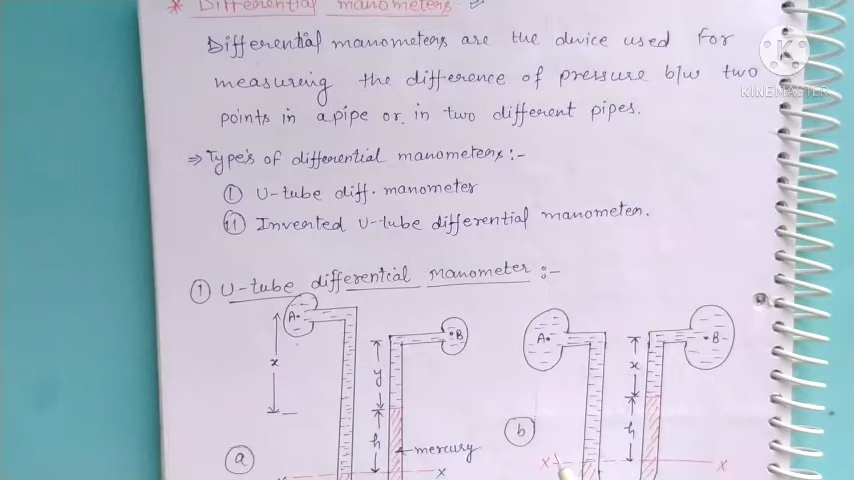 * Differential manometers.
Differential manometers are the device used for
measuring the difference of pressure b/w two
points in a pipe or in two different pipes.
⇒ Types of differential manometers:-
(I) U-tube diff. manometer
(II) Inverted U-tube differential manometer.
(1) U-tube differential Manometer :-
A
B
x
y
h
mercury
(a)
X
A
B
x
h
(b)
X
X
K
KINEMASTER